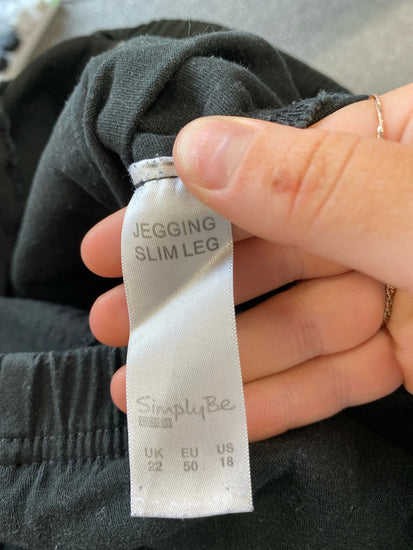 JEGGING
SLIM LEG
SimplyBe
UK EU US
22 50 18